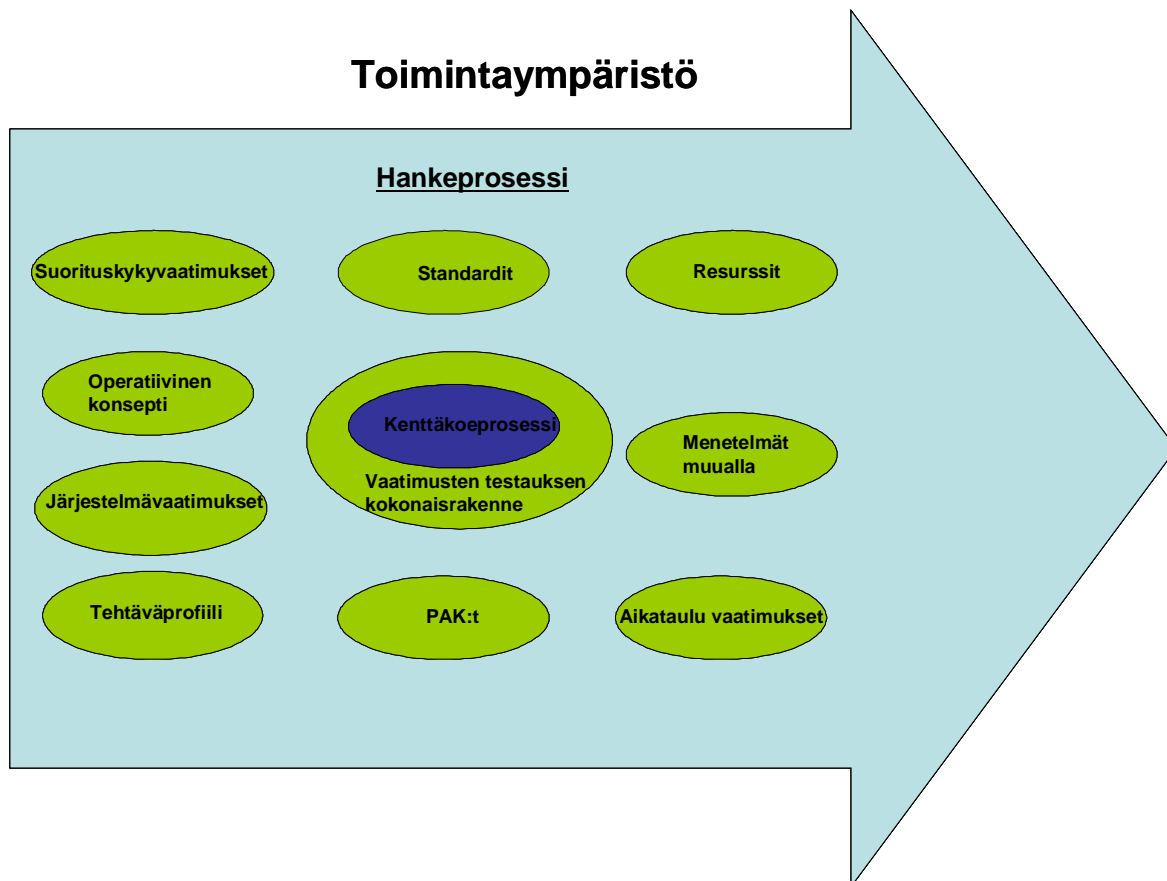 Toimintaympäristö
Hankeprosessi
Suorituskykyvaatimukset
Standardit
Resurssit
Operatiivinen
konsepti
Kenttäkoeprosessi
Vaatimusten testauksen
kokonaisrakenne
Menetelmät
muualla
Järjestelmävaatimukset
Tehtäväprofiili
PAK:t
Aikataulu vaatimukset